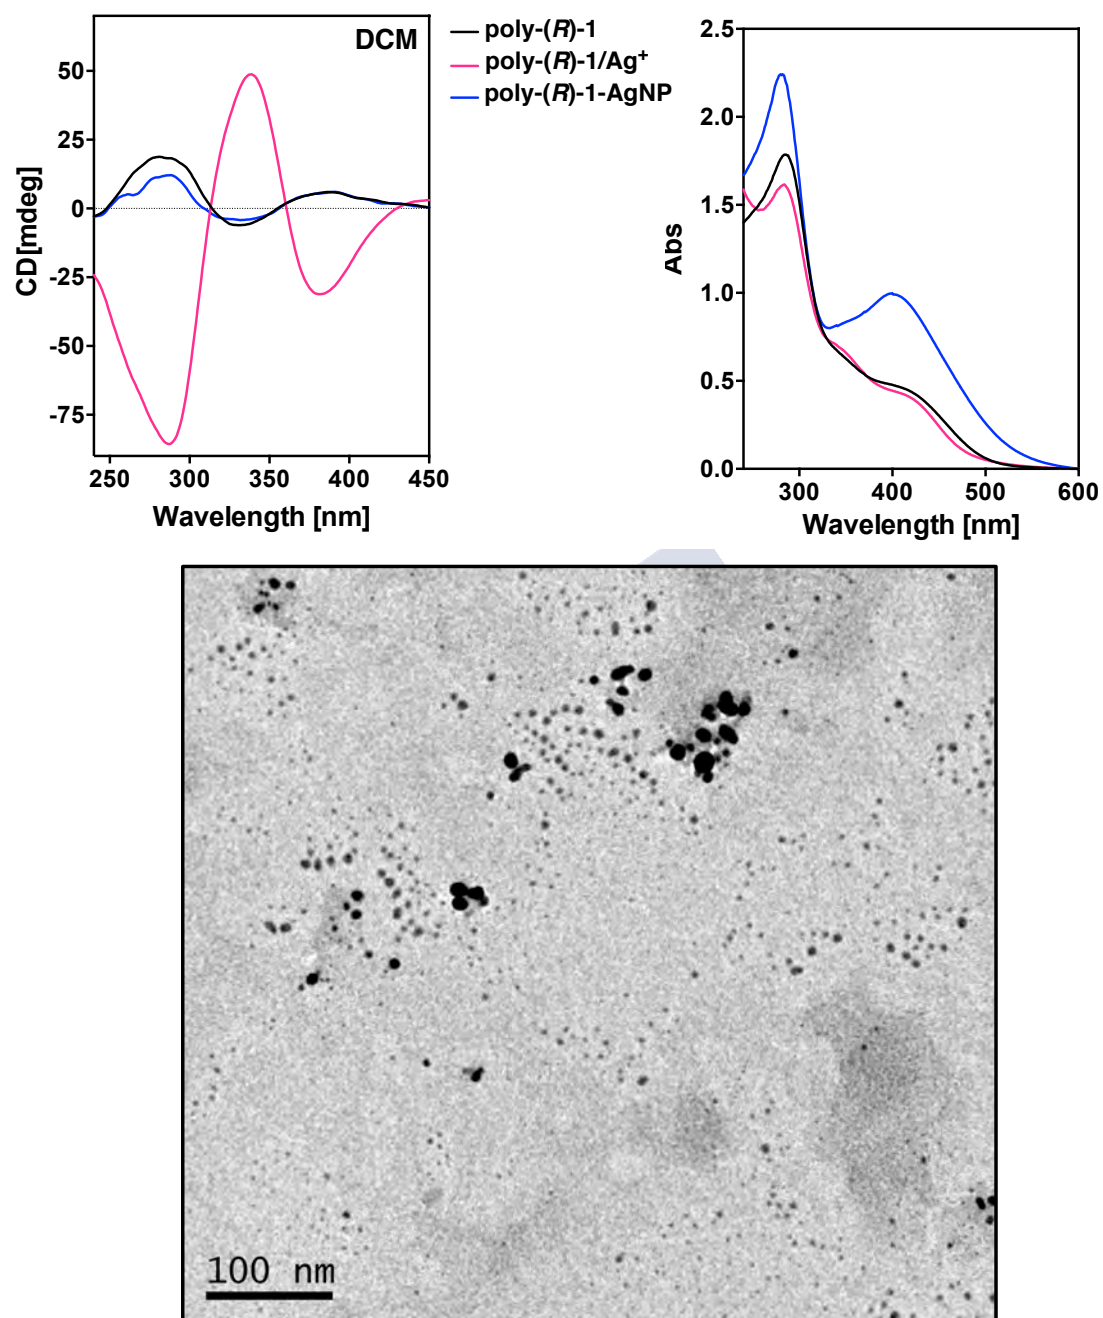 DCM
poly-(R)-1
poly-(R)-1/Ag⁺
poly-(R)-1-AgNP
CD[mdeg]
50
25
0
-25
-50
-75
250 300 350 400 450
Wavelength [nm]
Abs
2.5
2.0
1.5
1.0
0.5
0.0
300 400 500 600
Wavelength [nm]
100 nm